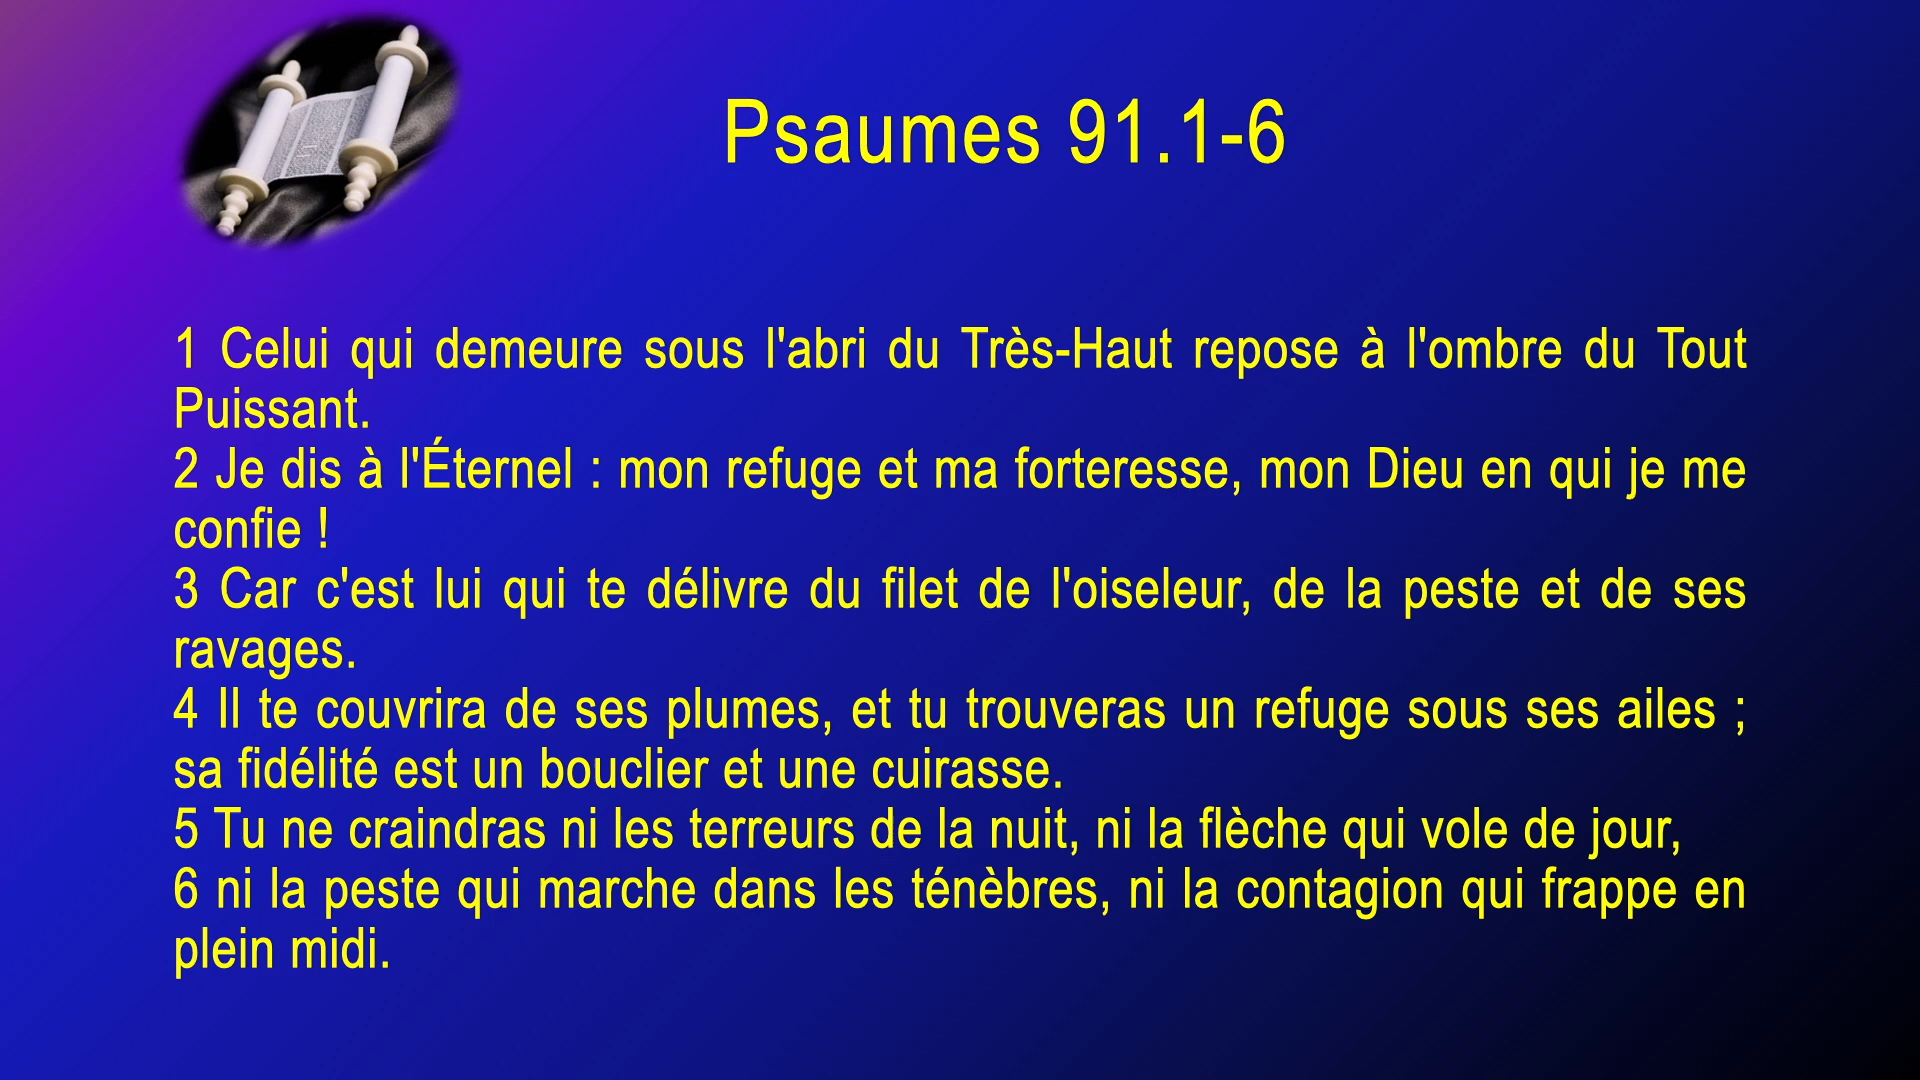 Psaumes 91.1-6
1 Celui qui demeure sous l'abri du Très-Haut repose à l'ombre du Tout
Puissant.
2 Je dis à l'Éternel : mon refuge et ma forteresse, mon Dieu en qui je me
confie !
3 Car c'est lui qui te délivre du filet de l'oiseleur, de la peste et de ses
ravages.
4 Il te couvrira de ses plumes, et tu trouveras un refuge sous ses ailes ;
sa fidélité est un bouclier et une cuirasse.
5 Tu ne craindras ni les terreurs de la nuit, ni la flèche qui vole de jour,
6 ni la peste qui marche dans les ténèbres, ni la contagion qui frappe en
plein midi.